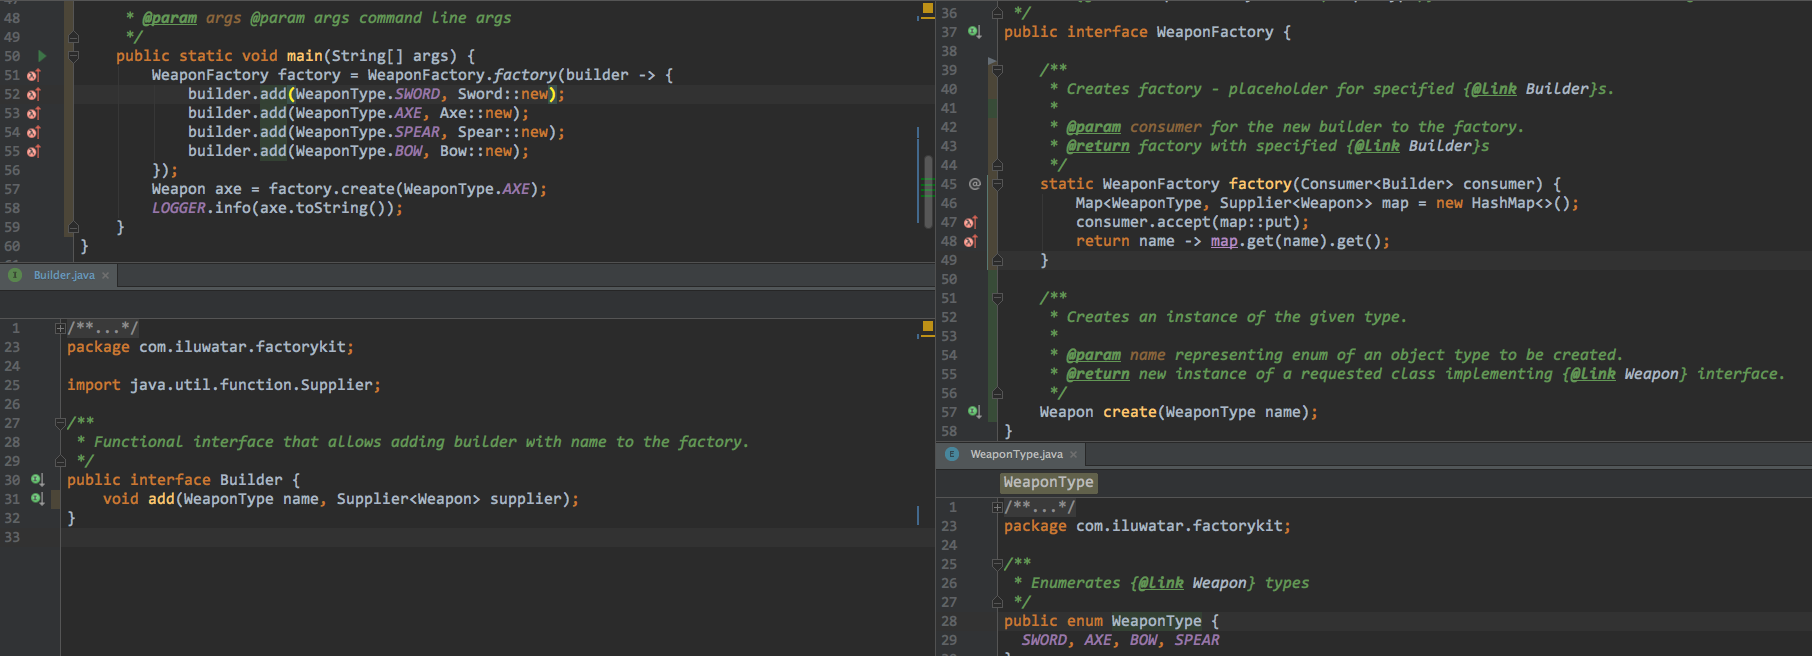 48 * @param args @param args command line args
49 */
50 public static void main(String[] args) {
51 WeaponFactory factory = WeaponFactory.factory(builder -> {
52 builder.add(WeaponType.SWORD, Sword::new);
53 builder.add(WeaponType.AXE, Axe::new);
54 builder.add(WeaponType.SPEAR, Spear::new);
55 builder.add(WeaponType.BOW, Bow::new);
56 });
57 Weapon axe = factory.create(WeaponType.AXE);
58 LOGGER.info(axe.toString());
59 }
60 }
Builder.java
1 /**...*/
23 package com.iluwatar.factorykit;
24
25 import java.util.function.Supplier;
26
27 /**
28 * Functional interface that allows adding builder with name to the factory.
29 */
30 public interface Builder {
31 void add(WeaponType name, Supplier<Weapon> supplier);
32 }
33
36 */
37 public interface WeaponFactory {
38
39 /**
40 * Creates factory - placeholder for specified {@link Builder}s.
41 *
42 * @param consumer for the new builder to the factory.
43 * @return factory with specified {@link Builder}s
44 */
45 static WeaponFactory factory(Consumer<Builder> consumer) {
46 Map<WeaponType, Supplier<Weapon>> map = new HashMap<>();
47 consumer.accept(map::put);
48 return name -> map.get(name).get();
49 }
50
51 /**
52 * Creates an instance of the given type.
53 *
54 * @param name representing enum of an object type to be created.
55 * @return new instance of a requested class implementing {@link Weapon} interface.
56 */
57 Weapon create(WeaponType name);
58 }
WeaponType.java
WeaponType
1 /**...*/
23 package com.iluwatar.factorykit;
24
25 /**
26 * Enumerates {@link Weapon} types
27 */
28 public enum WeaponType {
29 SWORD, AXE, BOW, SPEAR